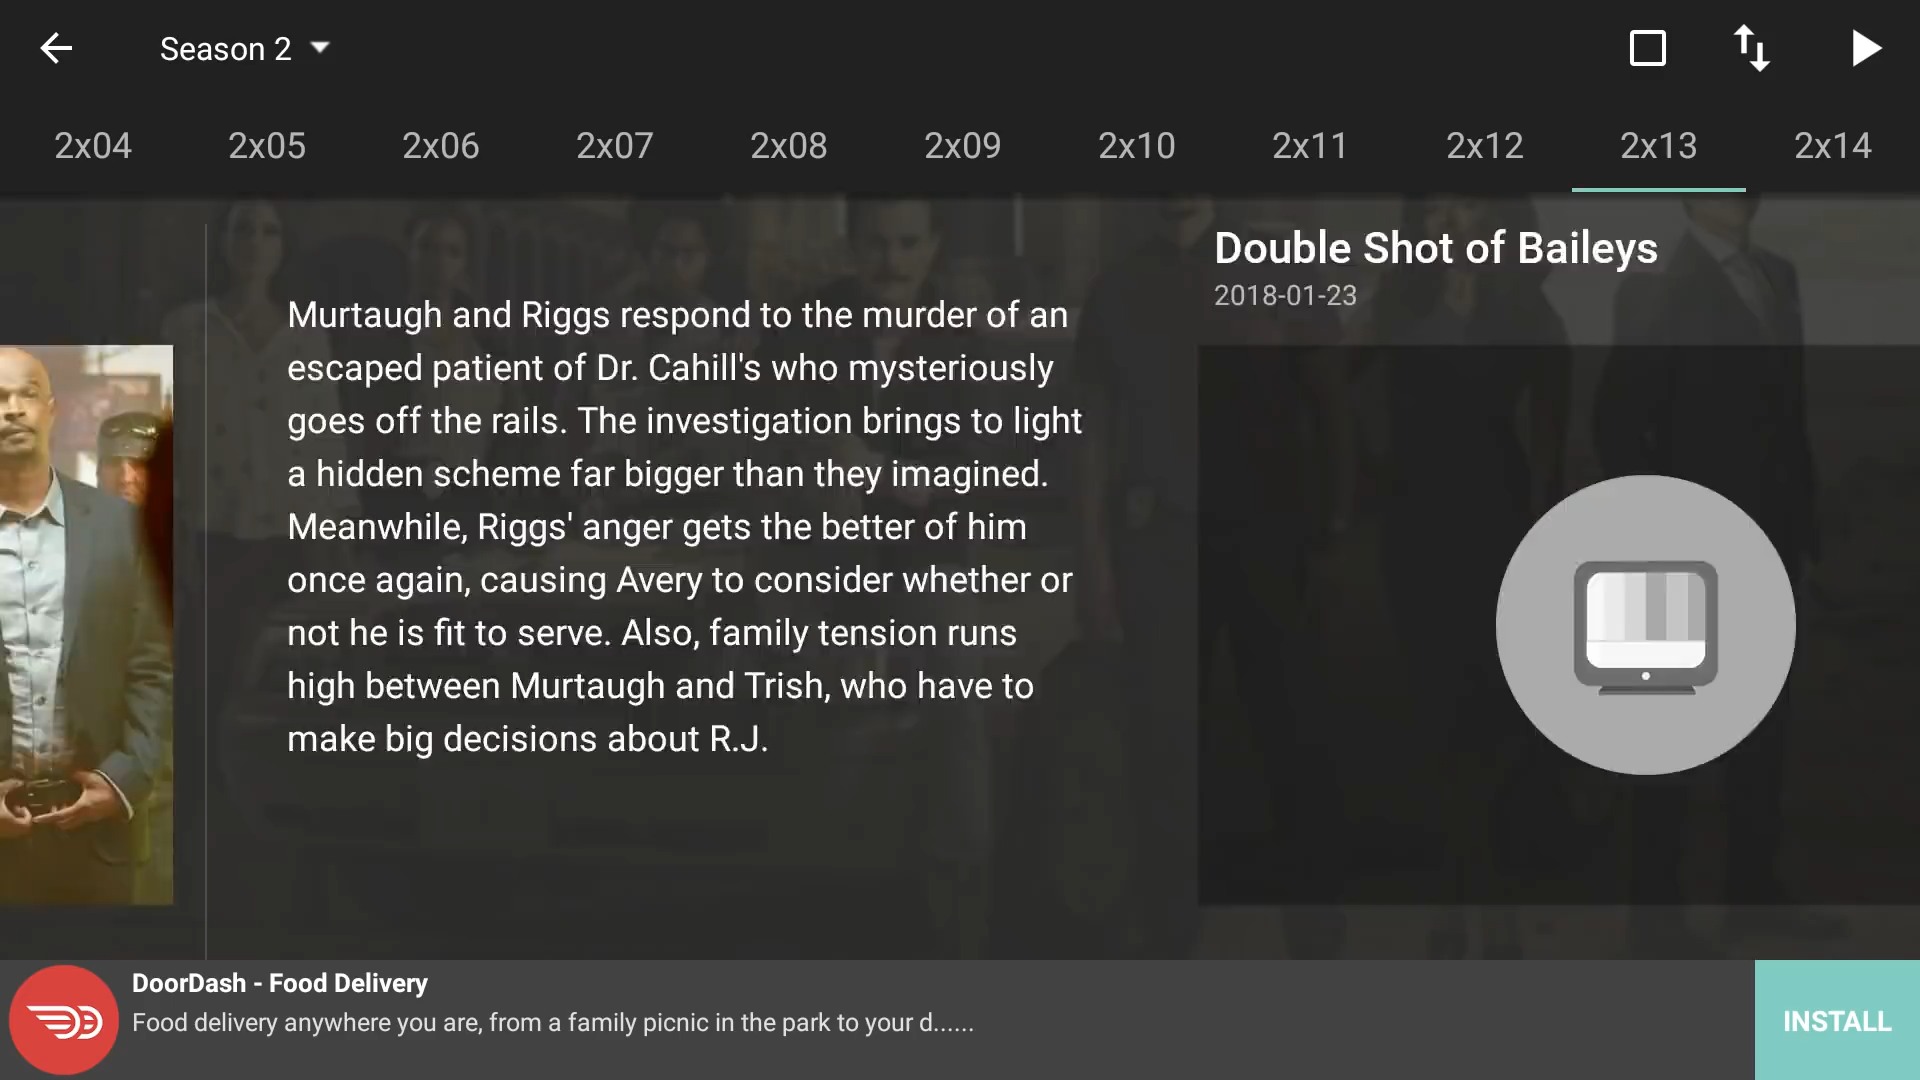 Season 2
2x04 2x05 2x06 2x07 2x08 2x09 2x10 2x11 2x12 2x13 2x14
Murtaugh and Riggs respond to the murder of an
escaped patient of Dr. Cahill's who mysteriously
goes off the rails. The investigation brings to light
a hidden scheme far bigger than they imagined.
Meanwhile, Riggs' anger gets the better of him
once again, causing Avery to consider whether or
not he is fit to serve. Also, family tension runs
high between Murtaugh and Trish, who have to
make big decisions about R.J.
Double Shot of Baileys
2018-01-23
DoorDash - Food Delivery
Food delivery anywhere you are, from a family picnic in the park to your d......
INSTALL